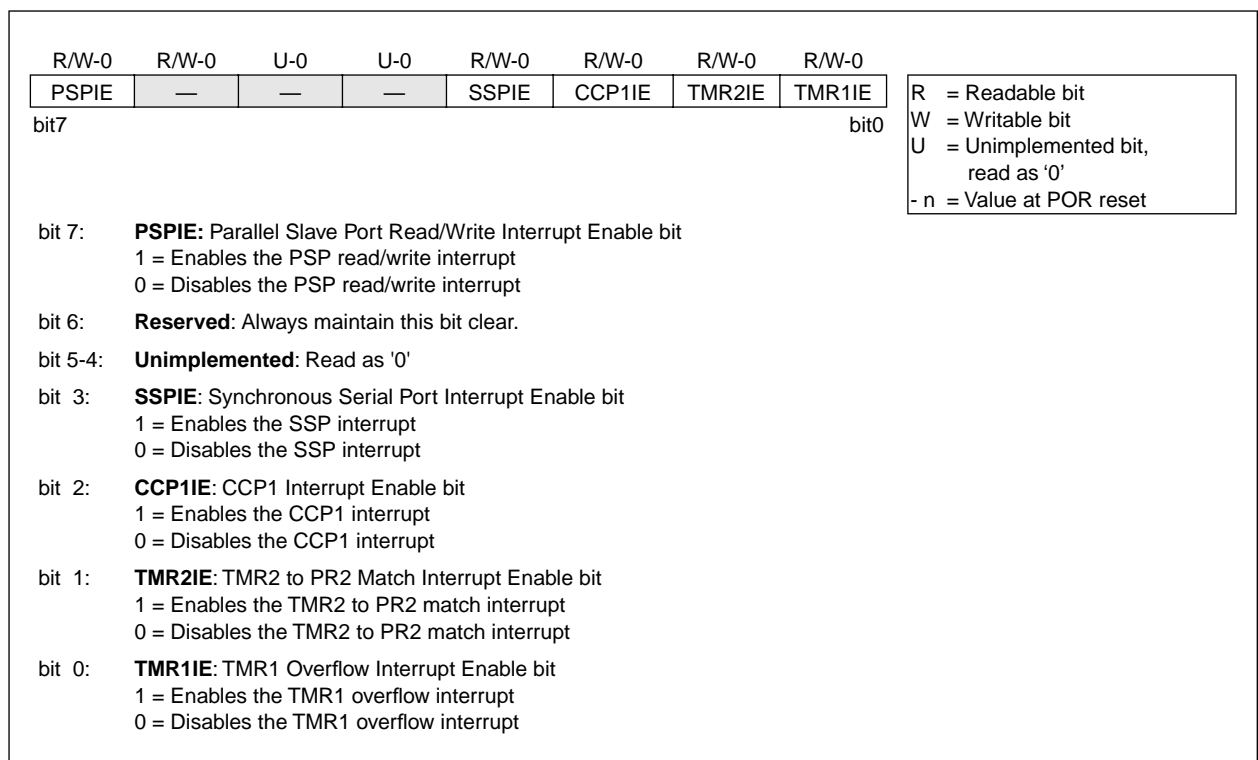 R/W-0 R/W-0 U-0 U-0 R/W-0 R/W-0 R/W-0 R/W-0
PSPIE — — — SSPIE CCP1IE TMR2IE TMR1IE
bit7 bit0
R = Readable bit
W = Writable bit
U = Unimplemented bit,
read as ‘0’
- n = Value at POR reset
bit 7: PSPIE: Parallel Slave Port Read/Write Interrupt Enable bit
1 = Enables the PSP read/write interrupt
0 = Disables the PSP read/write interrupt
bit 6: Reserved: Always maintain this bit clear.
bit 5-4: Unimplemented: Read as '0'
bit 3: SSPIE: Synchronous Serial Port Interrupt Enable bit
1 = Enables the SSP interrupt
0 = Disables the SSP interrupt
bit 2: CCP1IE: CCP1 Interrupt Enable bit
1 = Enables the CCP1 interrupt
0 = Disables the CCP1 interrupt
bit 1: TMR2IE: TMR2 to PR2 Match Interrupt Enable bit
1 = Enables the TMR2 to PR2 match interrupt
0 = Disables the TMR2 to PR2 match interrupt
bit 0: TMR1IE: TMR1 Overflow Interrupt Enable bit
1 = Enables the TMR1 overflow interrupt
0 = Disables the TMR1 overflow interrupt